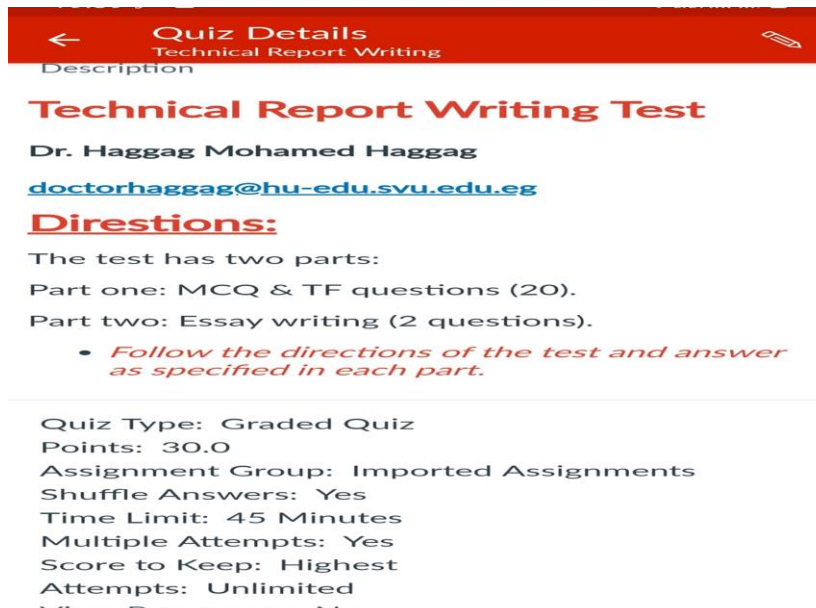 Quiz Details
Technical Report Writing
Description
Technical Report Writing Test
Dr. Haggag Mohamed Haggag
doctorhaggag@hu-edu.svu.edu.eg
Direstions:
The test has two parts:
Part one: MCQ & TF questions (20).
Part two: Essay writing (2 questions).
• Follow the directions of the test and answer
as specified in each part.
Quiz Type: Graded Quiz
Points: 30.0
Assignment Group: Imported Assignments
Shuffle Answers: Yes
Time Limit: 45 Minutes
Multiple Attempts: Yes
Score to Keep: Highest
Attempts: Unlimited